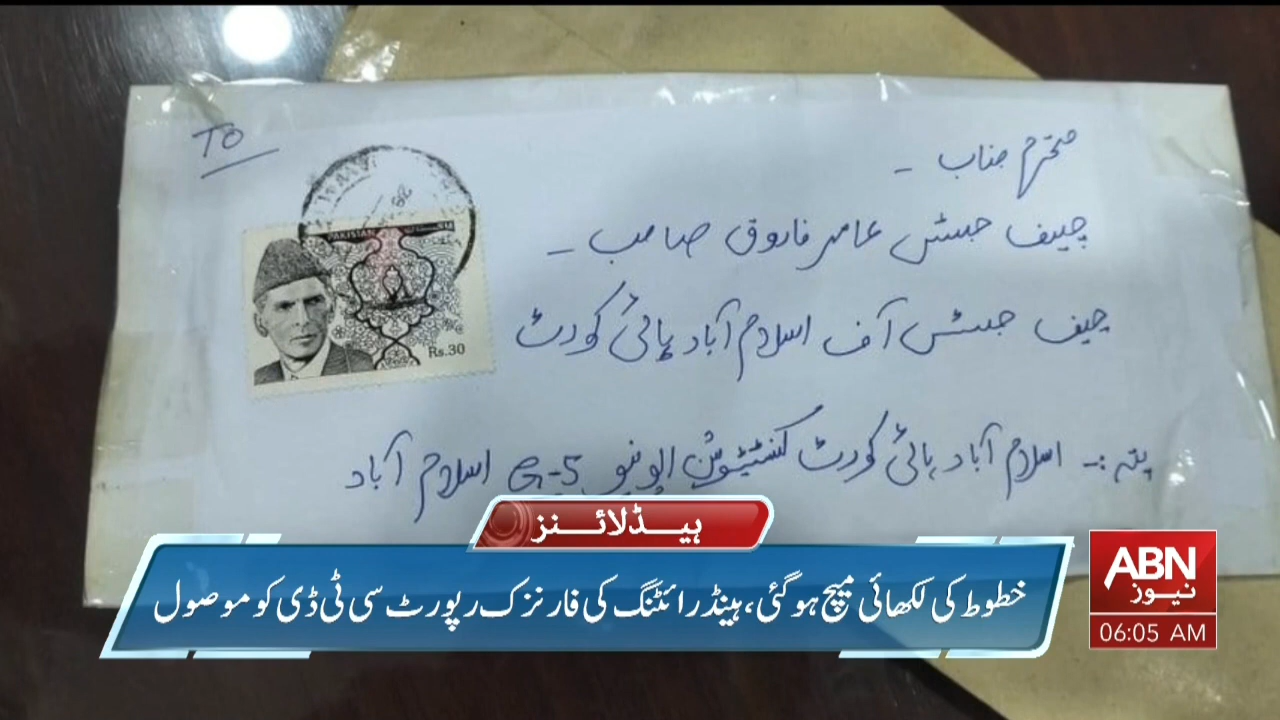 TO
محترم جناب -
چیف جسٹس عامر فاروق صاحب -
چیف جسٹس آف اسلام آباد ہائی کورٹ
پتہ :- اسلام آباد ہائی کورٹ کنسٹیٹیوشن ایونیو G-5 اسلام آباد
PAKISTAN
Rs.30
ہیڈلائنز
خطوط کی لکھائی میچ ہوگئی، ہینڈرائٹنگ کی فارنزک رپورٹ سی ٹی ڈی کو موصول
ABN
نیوز
06:05 AM